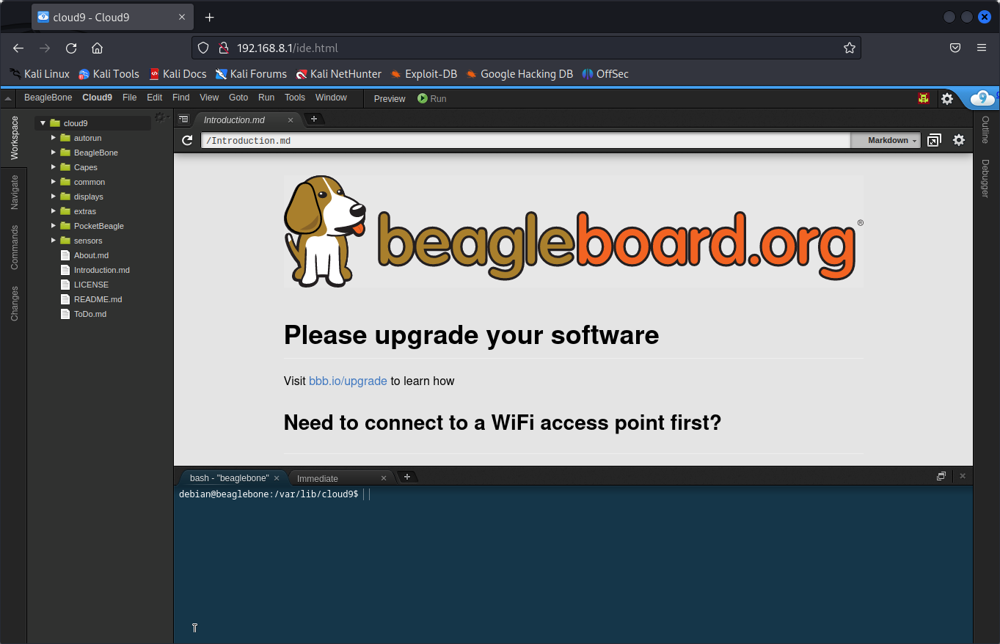 cloud9 - Cloud9
192.168.8.1/ide.html
Kali Linux Kali Tools Kali Docs Kali Forums Kali NetHunter Exploit-DB Google Hacking DB OffSec
BeagleBone Cloud9 File Edit Find View Goto Run Tools Window Preview Run 9
Workspace
Navigate
Commands
Changes
cloud9
autorun
BeagleBone
Capes
common
displays
extras
PocketBeagle
sensors
About.md
Introduction.md
LICENSE
README.md
ToDo.md
Introduction.md
/Introduction.md Markdown
beagleboard.org®
Please upgrade your software
Visit bbb.io/upgrade to learn how
Need to connect to a WiFi access point first?
bash - "beaglebone" Immediate
debian@beaglebone:/var/lib/cloud9$
Outline
Debugger